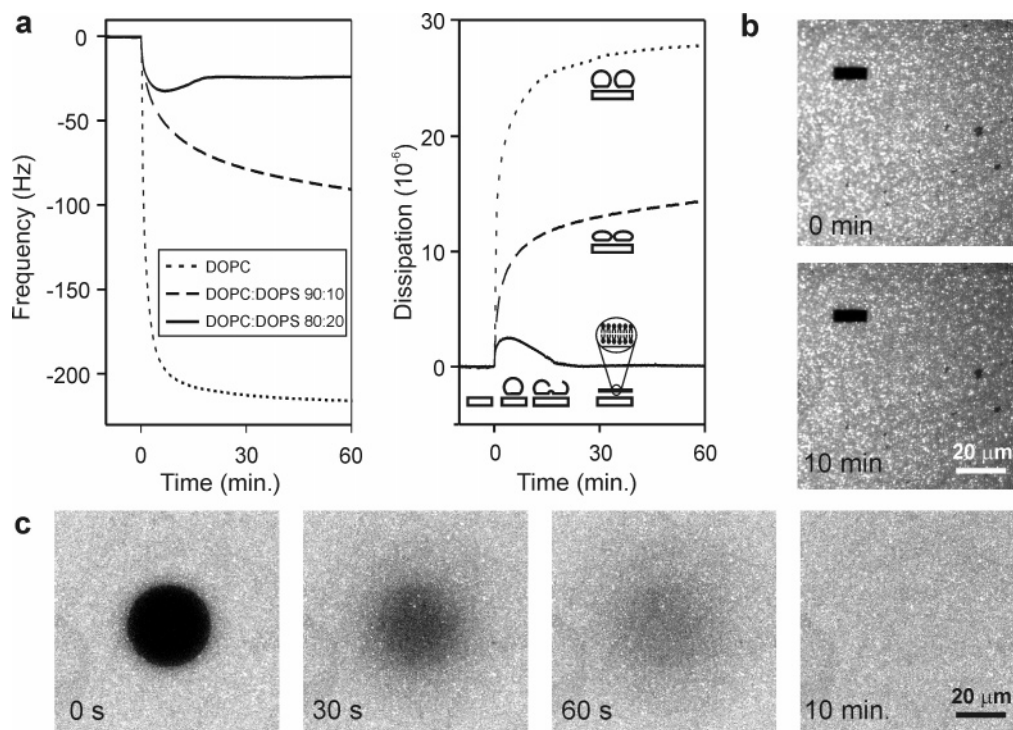 a
0
-50
-100
-150
-200
Frequency (Hz)
DOPC
DOPC:DOPS 90:10
DOPC:DOPS 80:20
0
30
60
Time (min.)
30
20
10
0
Dissipation (10⁻⁶)
0
30
60
Time (min.)
b
0 min
10 min
20 μm
c
0 s
30 s
60 s
10 min.
20 μm